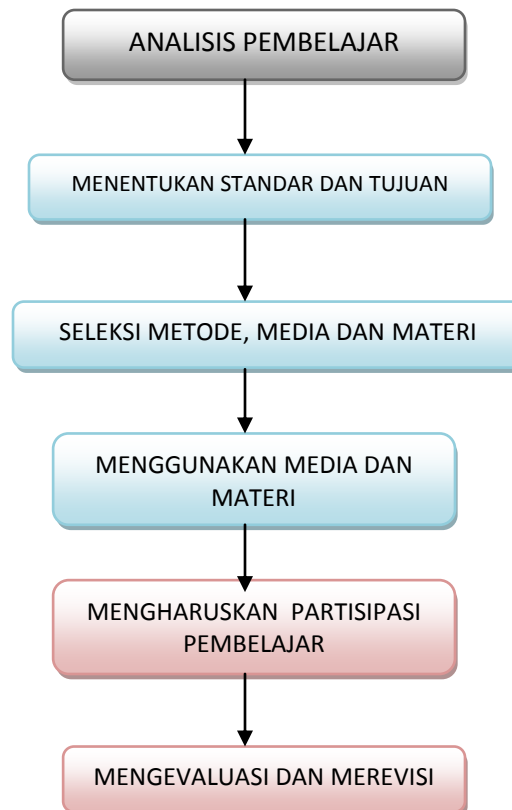 ANALISIS PEMBELAJAR
MENENTUKAN STANDAR DAN TUJUAN
SELEKSI METODE, MEDIA DAN MATERI
MENGGUNAKAN MEDIA DAN
MATERI
MENGHARUSKAN PARTISIPASI
PEMBELAJAR
MENGEVALUASI DAN MEREVISI